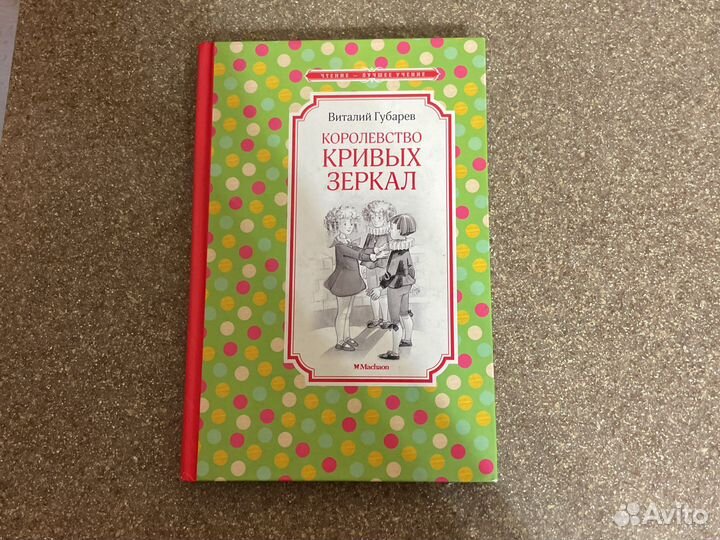 ЧТЕНИЕ – ЛУЧШЕЕ УЧЕНИЕ
Виталий Губарев
КОРОЛЕВСТВО
КРИВЫХ
ЗЕРКАЛ
Machaon
Avito